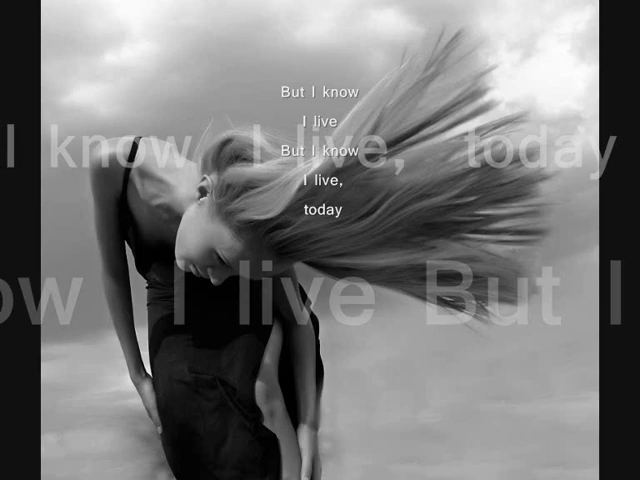 But I know
I live
But I know
I know, I live, today
I live,
today
ow I live But I